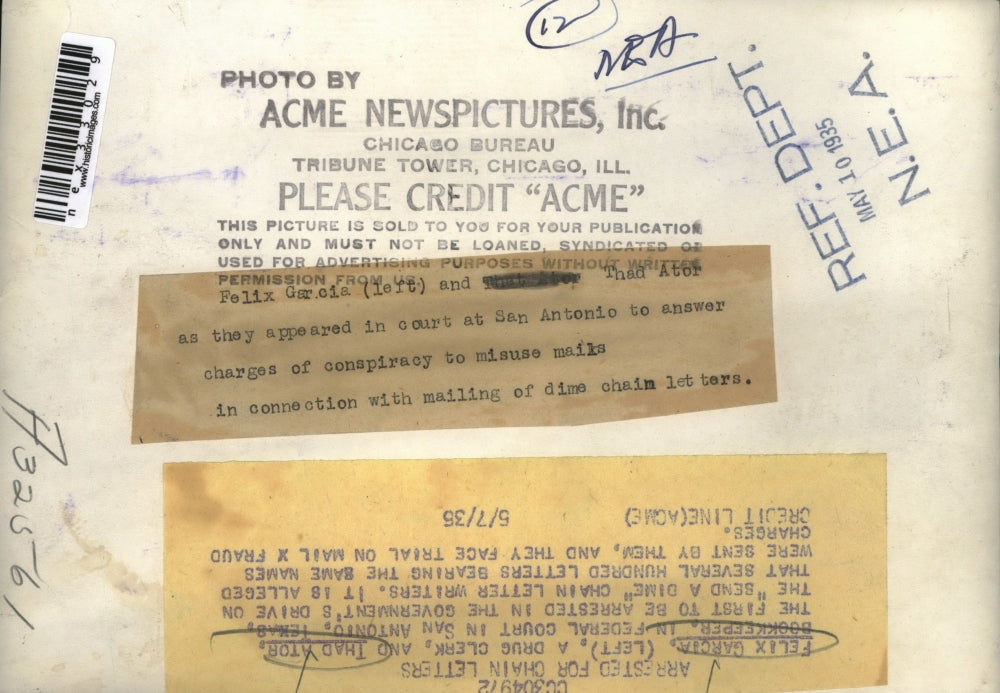 12
NEA
nex33029
www.historicimages.com
PHOTO BY
ACME NEWSPICTURES, Inc.
CHICAGO BUREAU
TRIBUNE TOWER, CHICAGO, ILL.
PLEASE CREDIT "ACME"
THIS PICTURE IS SOLD TO YOU FOR YOUR PUBLICATION
ONLY AND MUST NOT BE LOANED, SYNDICATED OR
USED FOR ADVERTISING PURPOSES WITHOUT WRITTEN
PERMISSION FROM US.
REF. DEPT.
MAY 10 1935
N.E.A.
Felix Garcia (left) and Thad Ator
as they appeared in court at San Antonio to answer
charges of conspiracy to misuse mails
in connection with mailing of dime chain letters.
CC304972
ARRESTED FOR CHAIN LETTERS
FELIX GARCIA, (LEFT), A DRUG CLERK, AND THAD ATOR,
BOOKKEEPER, IN FEDERAL COURT IN SAN ANTONIO, TEXAS,
THE FIRST TO BE ARRESTED IN THE GOVERNMENT'S DRIVE ON
THE "SEND A DIME" CHAIN LETTER WRITERS. IT IS ALLEGED
THAT SEVERAL HUNDRED LETTERS BEARING THE SAME NAMES
WERE SENT BY THEM, AND THEY FACE TRIAL ON MAIL X FRAUD
CHARGES.
CREDIT LINE(ACME) 5/7/35